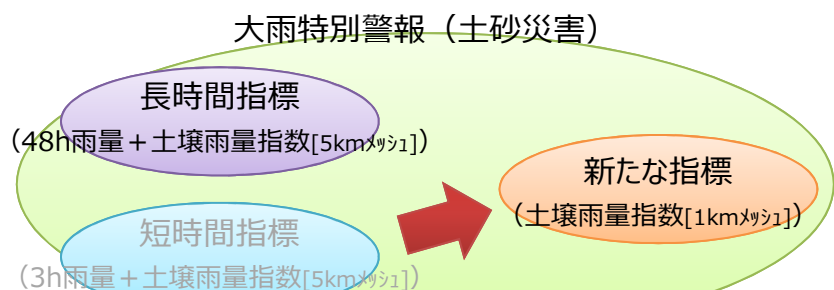 大雨特別警報（土砂災害）
長時間指標
（48h雨量＋土壌雨量指数[5kmﾒｯｼｭ]）
新たな指標
（土壌雨量指数[1kmﾒｯｼｭ]）
短時間指標
（3h雨量＋土壌雨量指数[5kmﾒｯｼｭ]）